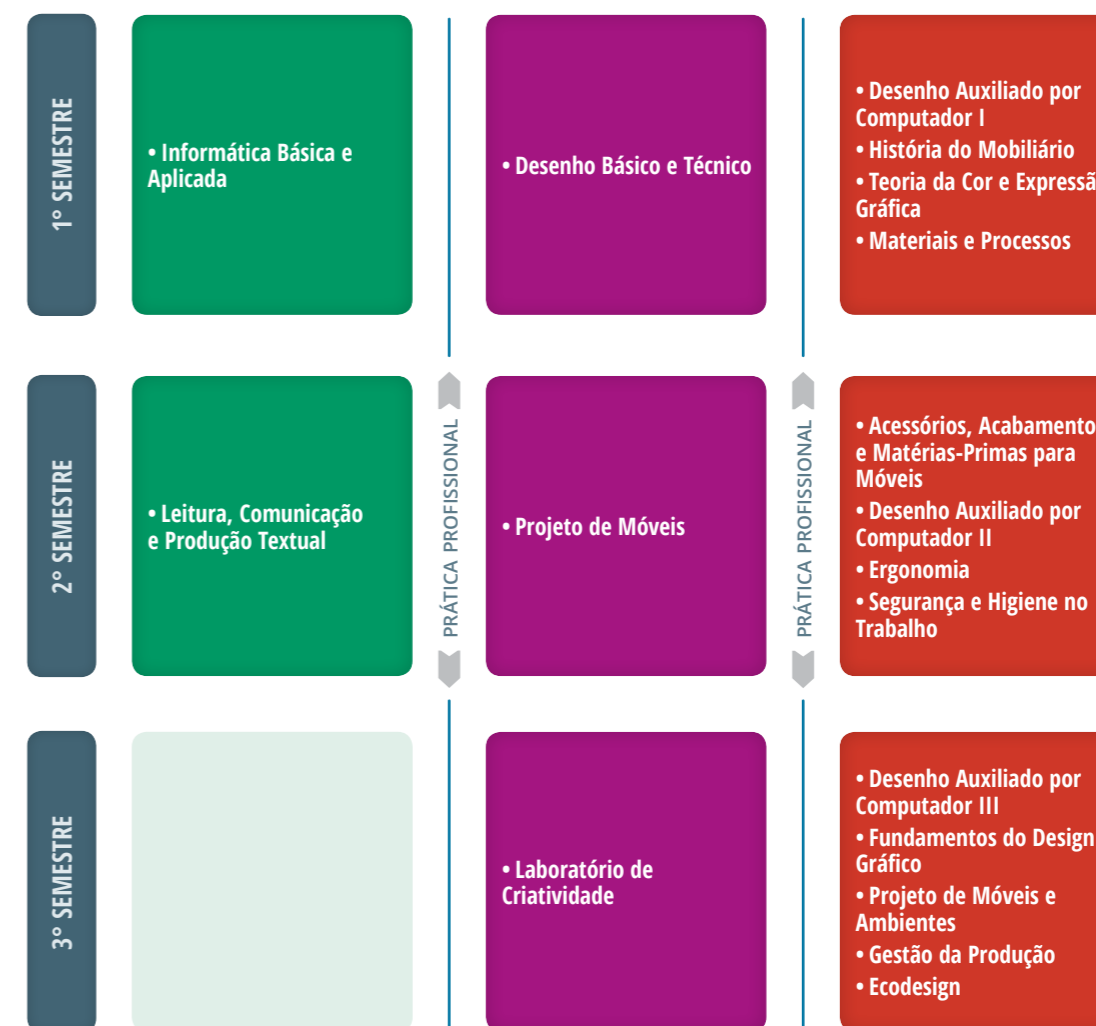 1º SEMESTRE
• Informática Básica e
Aplicada
• Desenho Básico e Técnico
• Desenho Auxiliado por
Computador I
• História do Mobiliário
• Teoria da Cor e Expressã
Gráfica
• Materiais e Processos
2º SEMESTRE
• Leitura, Comunicação
e Produção Textual
PRÁTICA PROFISSIONAL
• Projeto de Móveis
PRÁTICA PROFISSIONAL
• Acessórios, Acabamento
e Matérias-Primas para
Móveis
• Desenho Auxiliado por
Computador II
• Ergonomia
• Segurança e Higiene no
Trabalho
3º SEMESTRE
• Laboratório de
Criatividade
• Desenho Auxiliado por
Computador III
• Fundamentos do Design
Gráfico
• Projeto de Móveis e
Ambientes
• Gestão da Produção
• Ecodesign